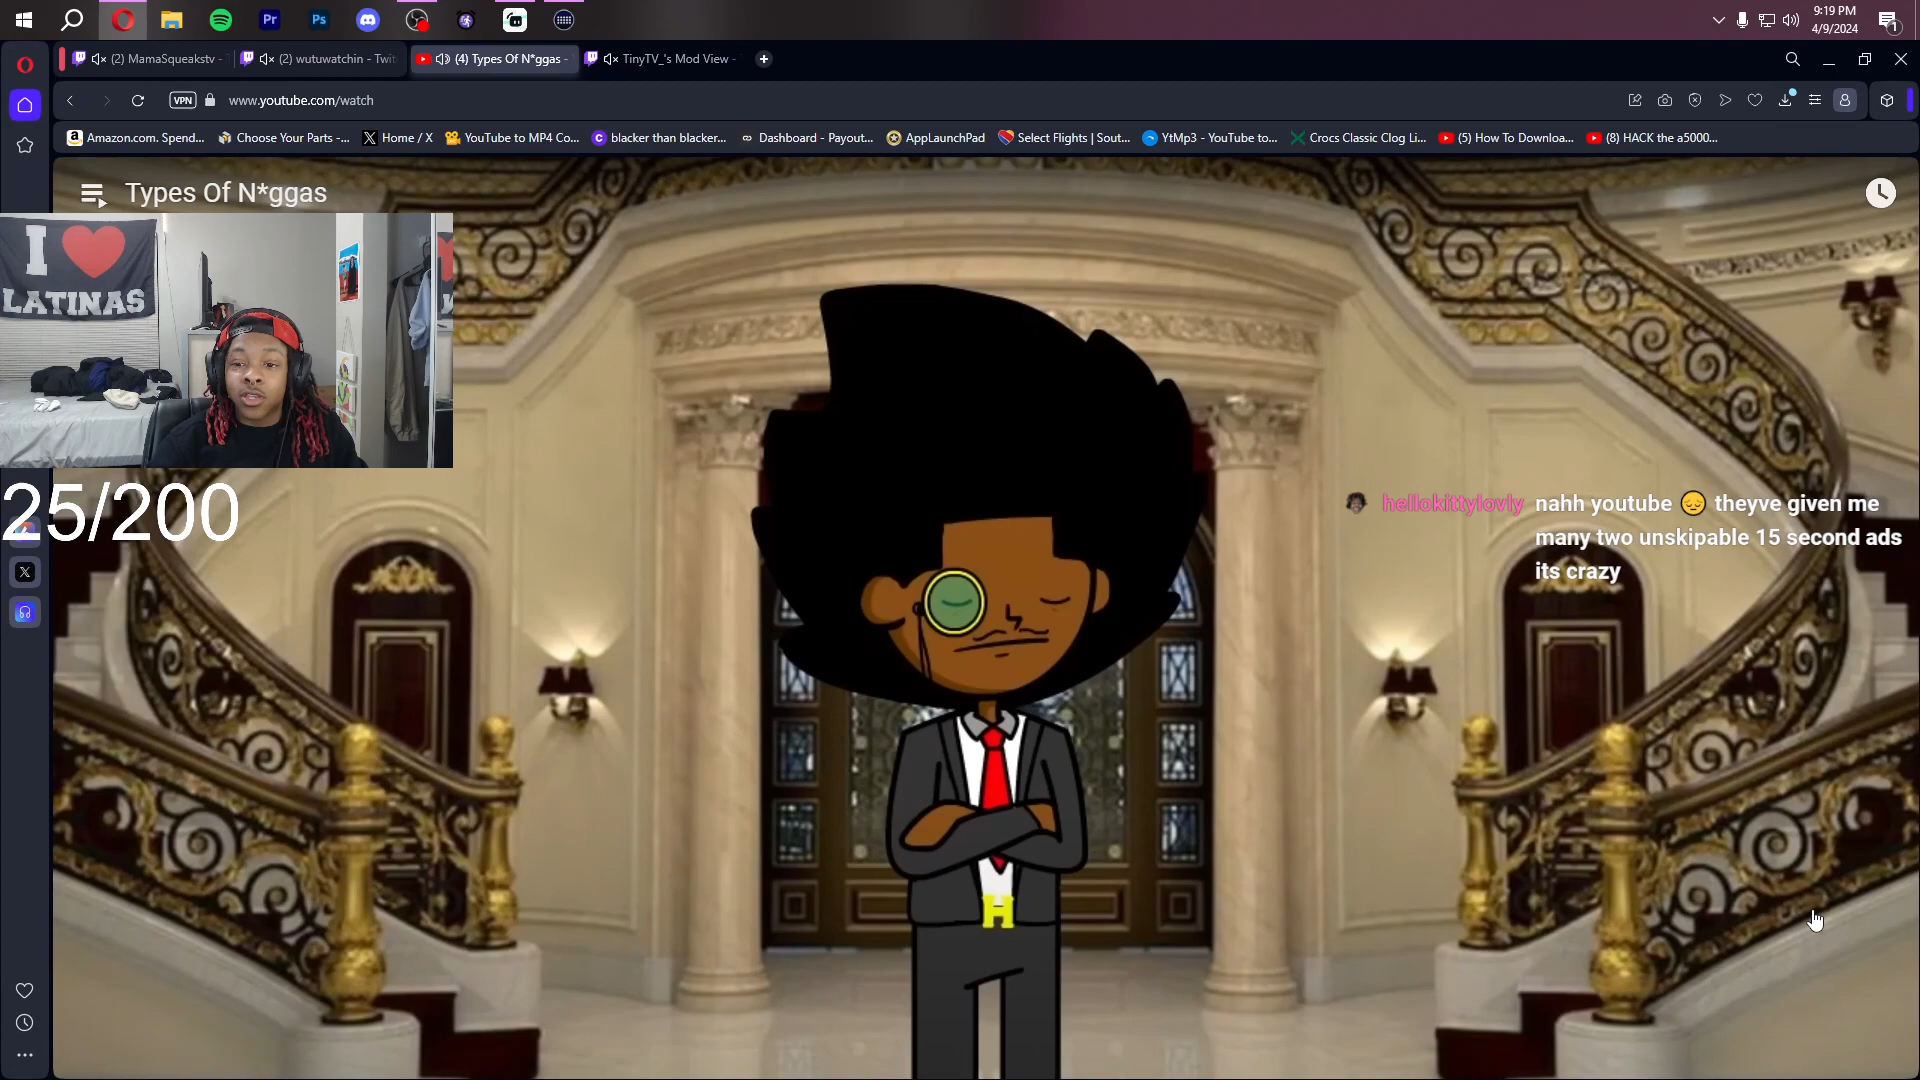 9:19 PM
4/9/2024
1
(2) MamaSqueakstv -
(2) wutuwatchin - Twit
(4) Types Of N*ggas -
TinyTV_'s Mod View -
VPN
www.youtube.com/watch
Amazon.com. Spend...
Choose Your Parts -...
Home / X
YouTube to MP4 Co...
blacker than blacker...
Dashboard - Payout...
AppLaunchPad
Select Flights | Sout...
YtMp3 - YouTube to...
Crocs Classic Clog Li...
(5) How To Downloa...
(8) HACK the a5000...
Types Of N*ggas
I
LATINAS
25/200
hellokittylovly nahh youtube 😔 theyve given me
many two unskipable 15 second ads
its crazy
H